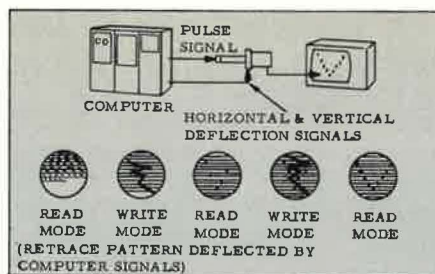 PULSE
SIGNAL
COMPUTER
HORIZONTAL & VERTICAL
DEFLECTION SIGNALS
READ MODE
WRITE MODE
READ MODE
WRITE MODE
READ MODE
(RETRACE PATTERN DEFLECTED BY
COMPUTER SIGNALS)